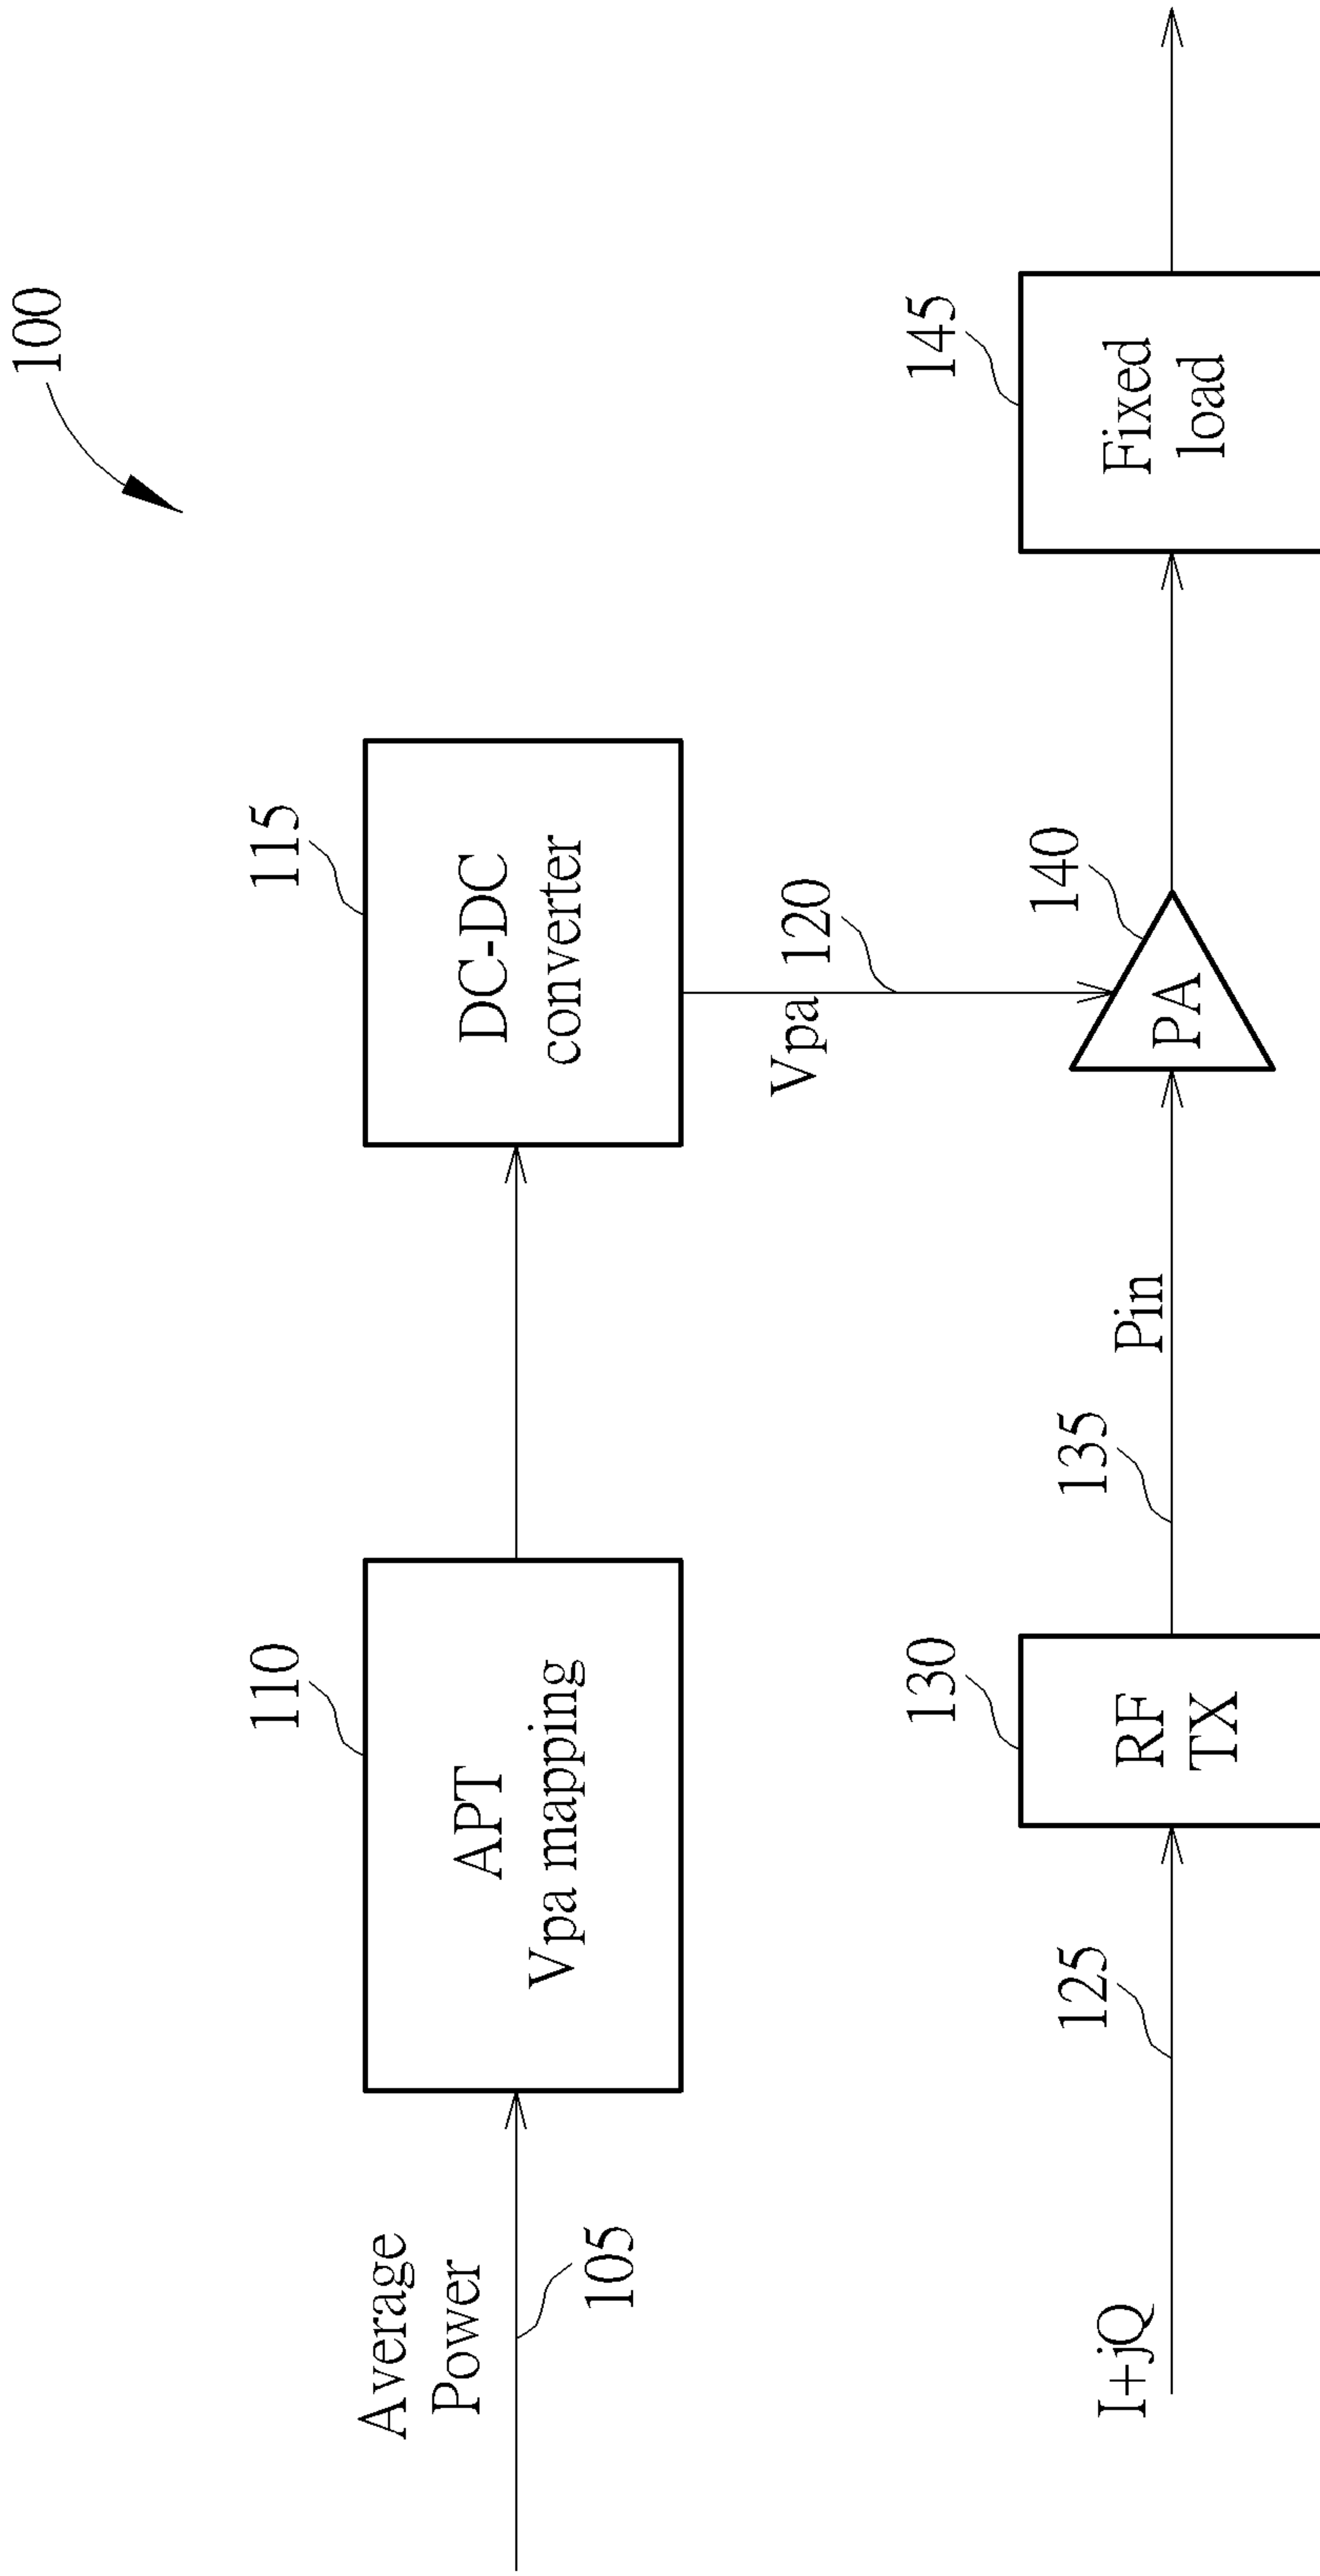 100
115
DC-DC
converter
110
APT
Vpa mapping
Average
Power
105
Vpa
120
145
Fixed
load
140
PA
Pin
135
130
RF
TX
125
I+jQ